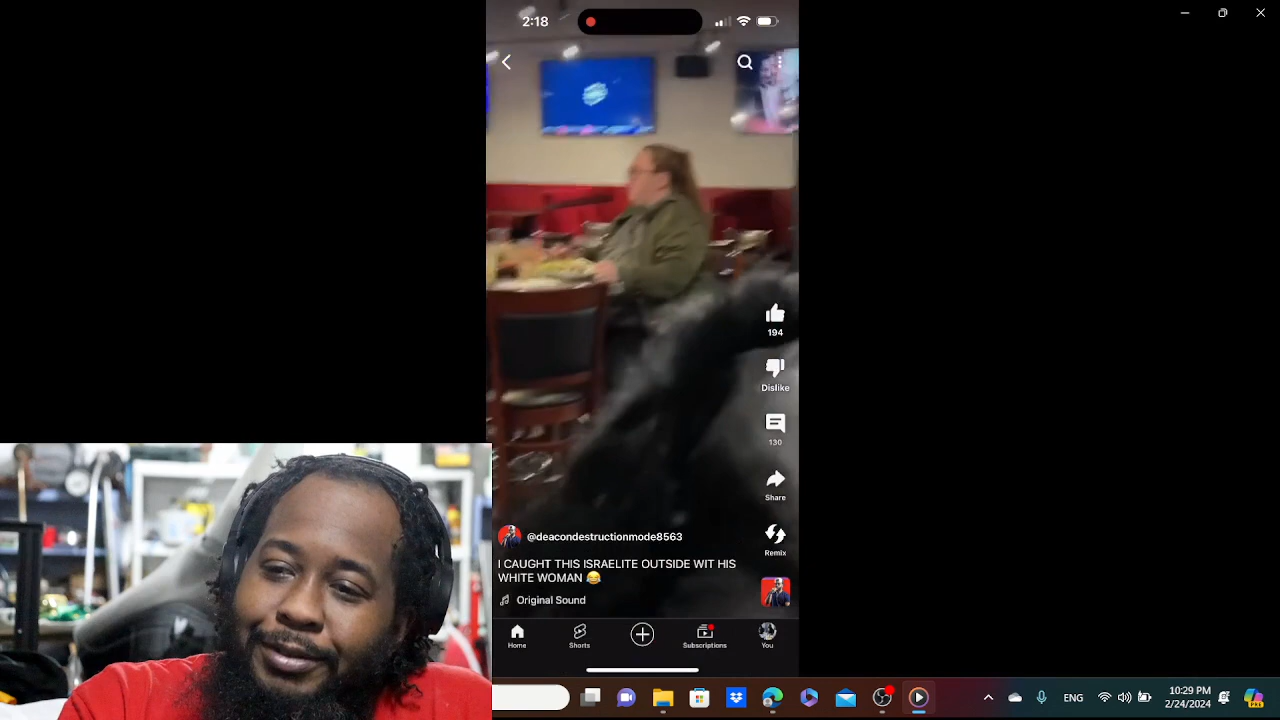 2:18
194
Dislike
130
Share
@deacondestructionmode8563
Remix
I CAUGHT THIS ISRAELITE OUTSIDE WIT HIS
WHITE WOMAN 😂
Original Sound
Home
Shorts
Subscriptions
You
ENG
10:29 PM
2/24/2024
PRE